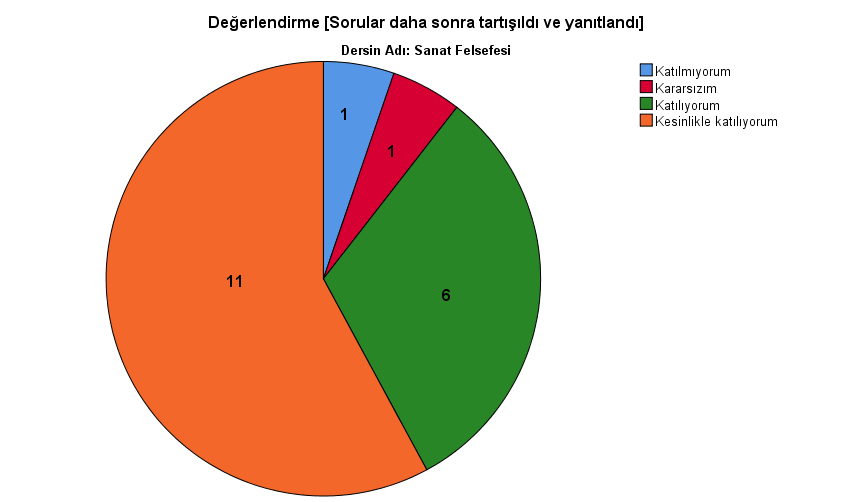 Değerlendirme [Sorular daha sonra tartışıldı ve yanıtlandı]
Dersin Adı: Sanat Felsefesi
Katılmıyorum
Kararsızım
Katılıyorum
Kesinlikle katılıyorum
1
1
11
6